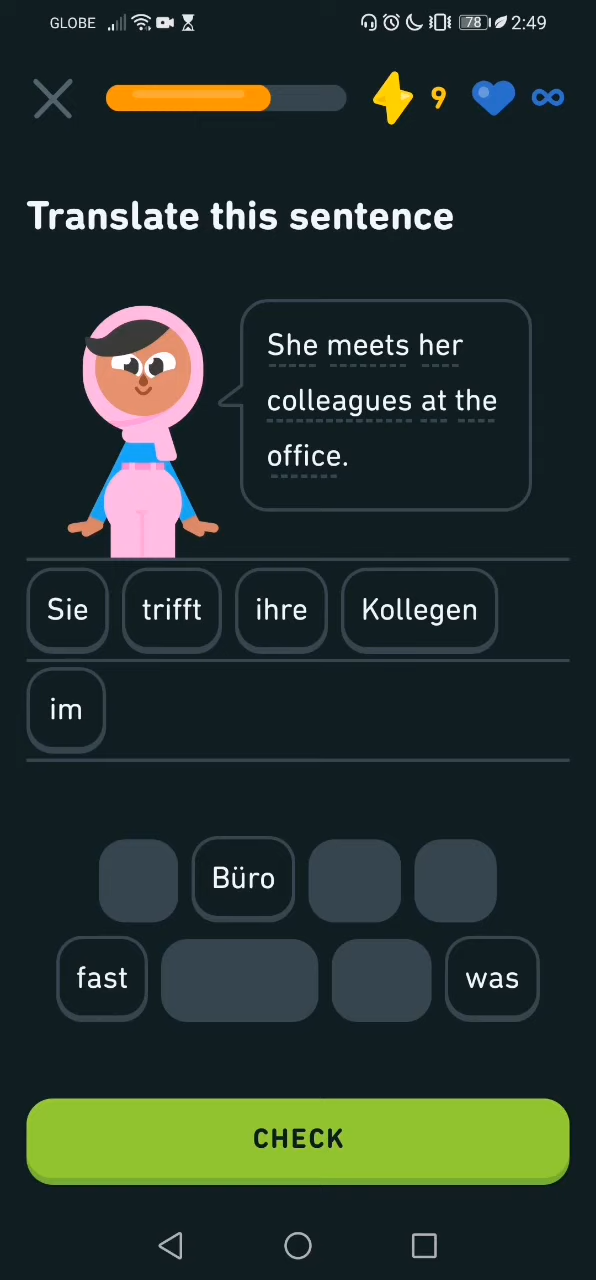 GLOBE 78 2:49
9 ∞
Translate this sentence
She meets her
colleagues at the
office.
Sie trifft ihre Kollegen
im
Büro
fast was
CHECK